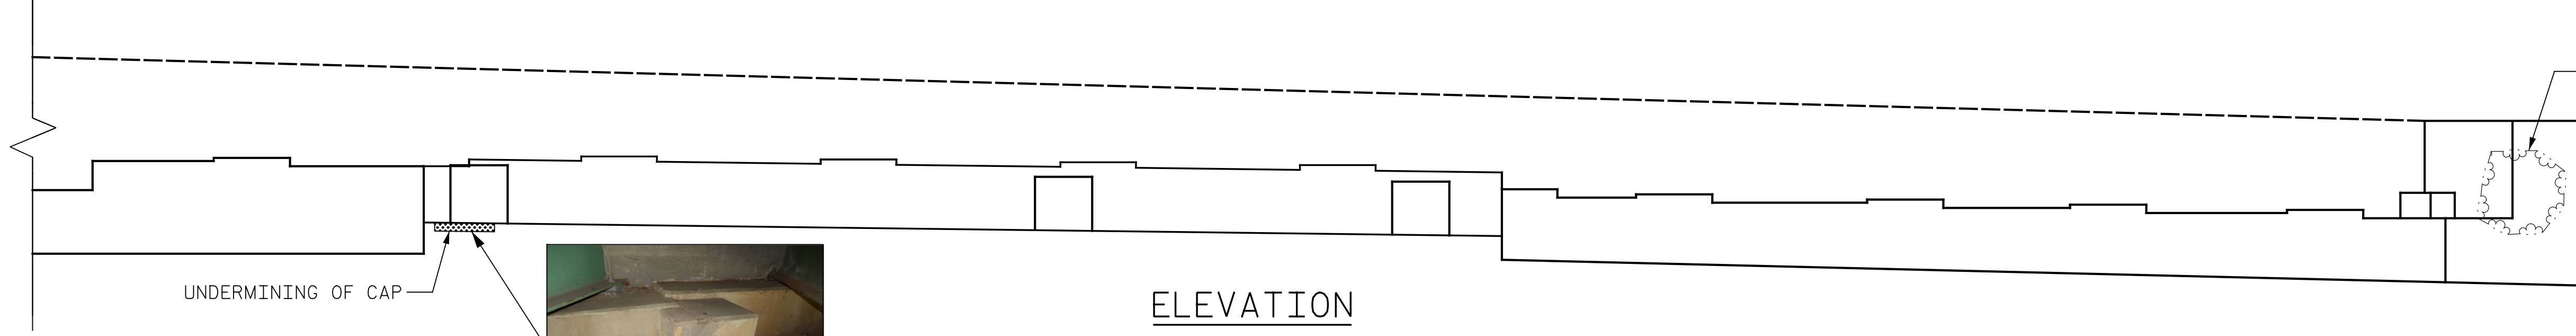 UNDERMINING OF CAP
ELEVATION